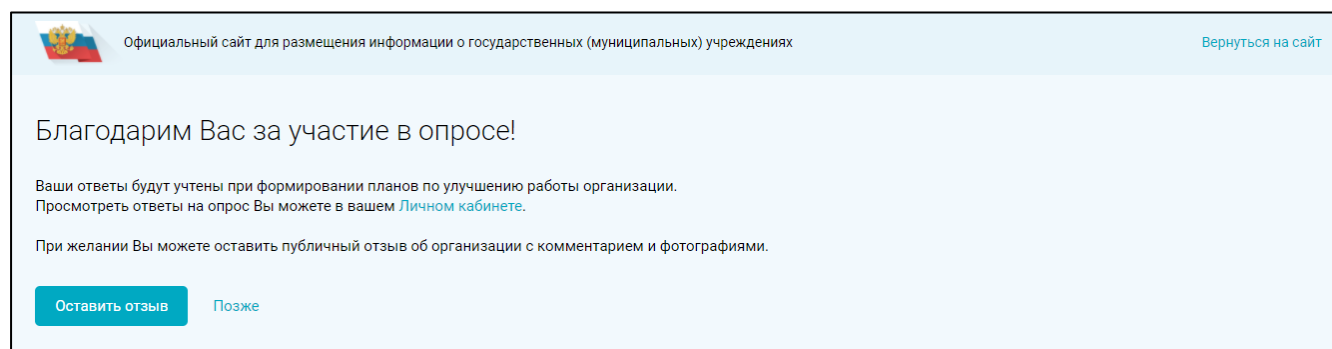 Официальный сайт для размещения информации о государственных (муниципальных) учреждениях
Вернуться на сайт
Благодарим Вас за участие в опросе!
Ваши ответы будут учтены при формировании планов по улучшению работы организации.
Просмотреть ответы на опрос Вы можете в вашем Личном кабинете.
При желании Вы можете оставить публичный отзыв об организации с комментарием и фотографиями.
Оставить отзыв
Позже